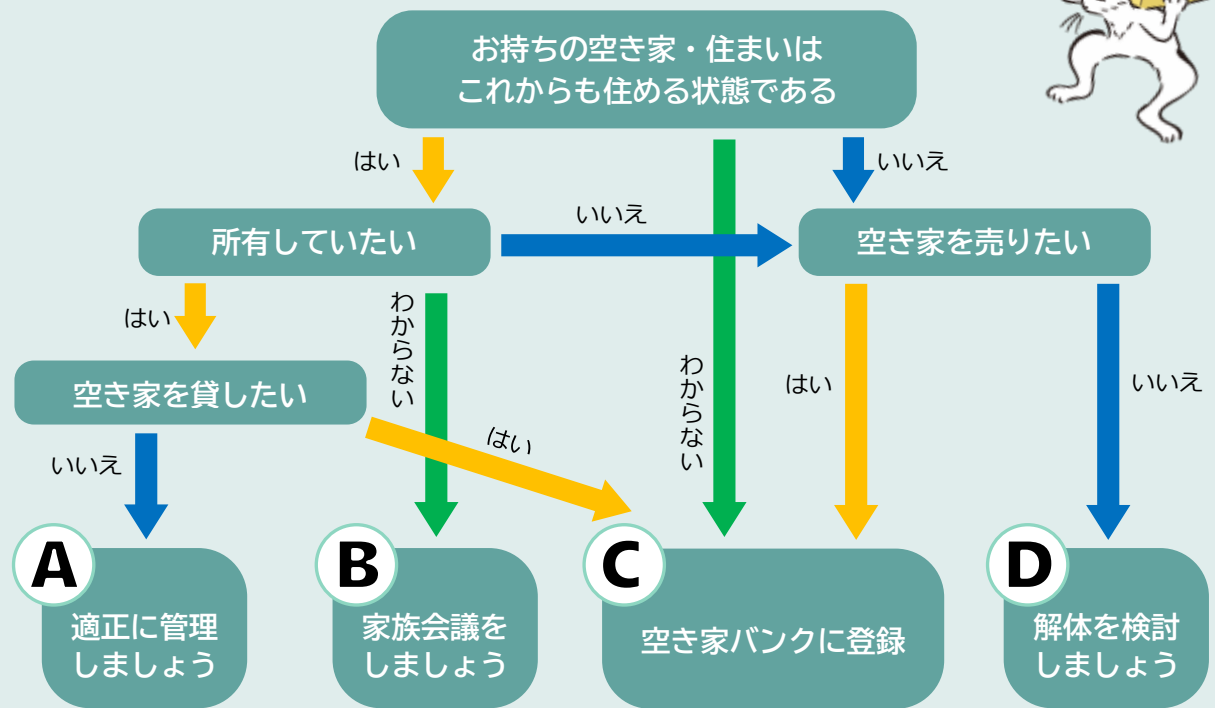 お持ちの空き家・住まいは
これからも住める状態である
はい
いいえ
所有していたい
いいえ
空き家を売りたい
はい
わからない
わからない
はい
いいえ
空き家を貸したい
はい
いいえ
A
適正に管理
しましょう
B
家族会議を
しましょう
C
空き家バンクに登録
D
解体を検討
しましょう